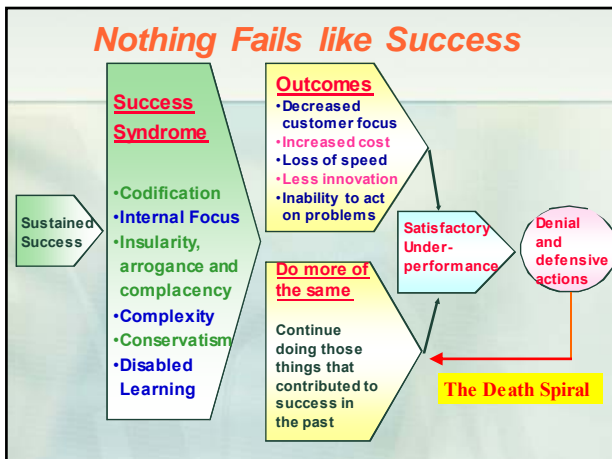 Nothing Fails like Success
Sustained
Success
Success
Syndrome
•Codification
•Internal Focus
•Insularity,
arrogance and
complacency
•Complexity
•Conservatism
•Disabled
Learning
Outcomes
•Decreased
customer focus
•Increased cost
•Loss of speed
•Less innovation
•Inability to act
on problems
Do more of
the same
Continue
doing those
things that
contributed to
success in
the past
Satisfactory
Under-
performance
Denial
and
defensive
actions
The Death Spiral